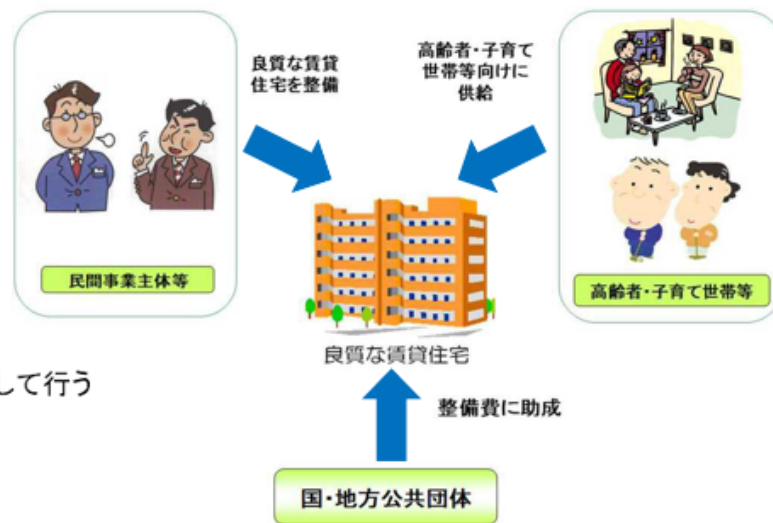 良質な賃貸
住宅を整備
高齢者・子育て
世帯等向けに
供給
民間事業主体等
高齢者・子育て世帯等
良質な賃貸住宅
して行う
整備費に助成
国・地方公共団体